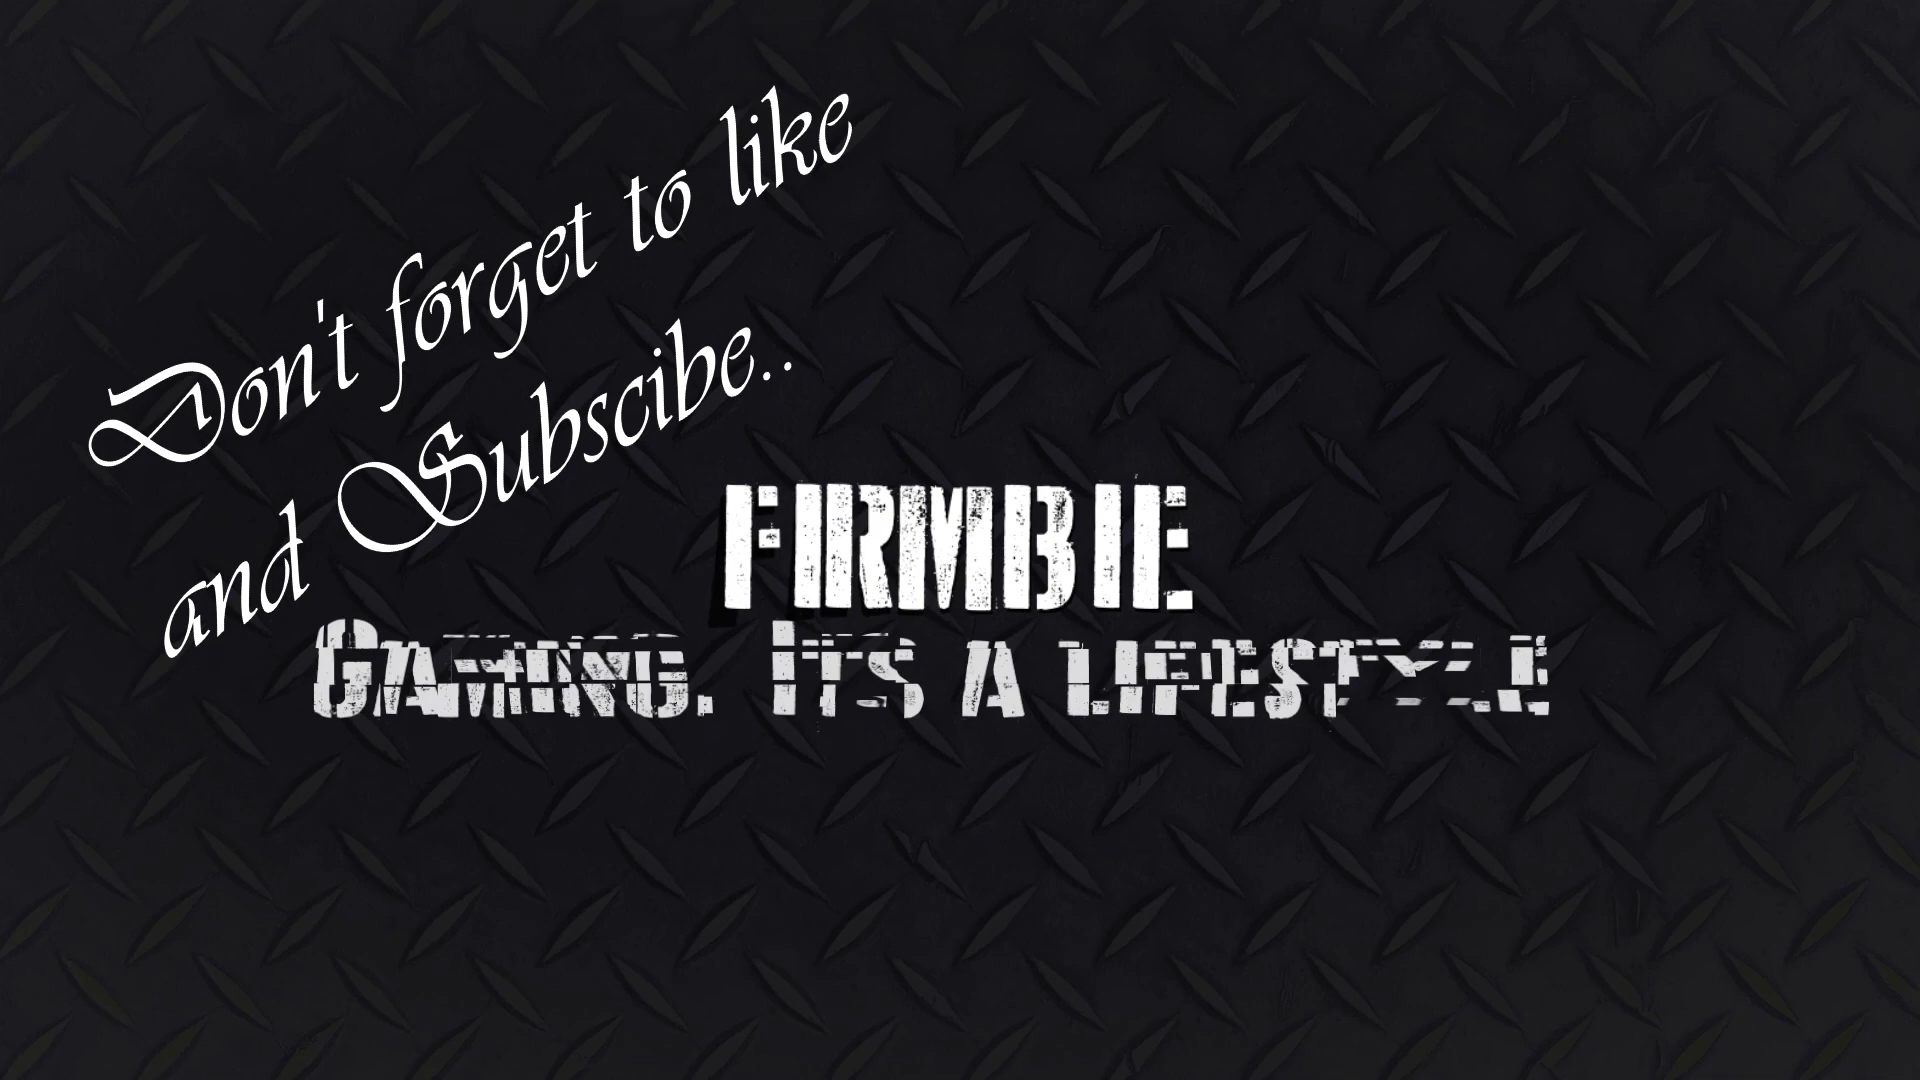 Don't forget to like
and Subscibe..
FIRMBIE
GAMING. ITS A LIFESTYLE